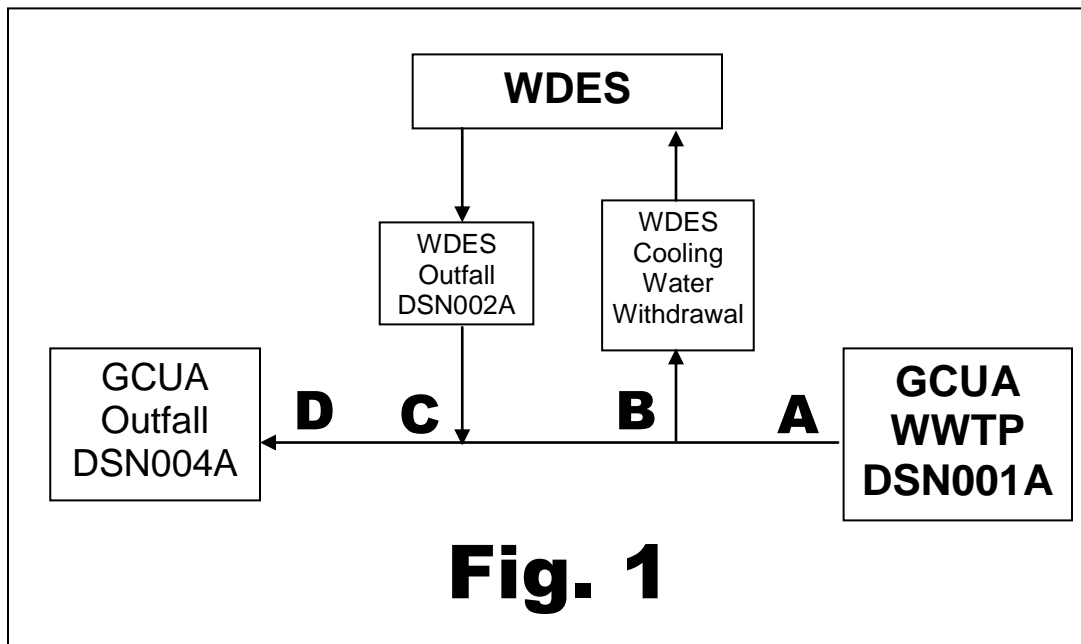 WDES
WDES
Outfall
DSN002A
WDES
Cooling
Water
Withdrawal
GCUA
Outfall
DSN004A
D
C
B
A
GCUA
WWTP
DSN001A
Fig. 1